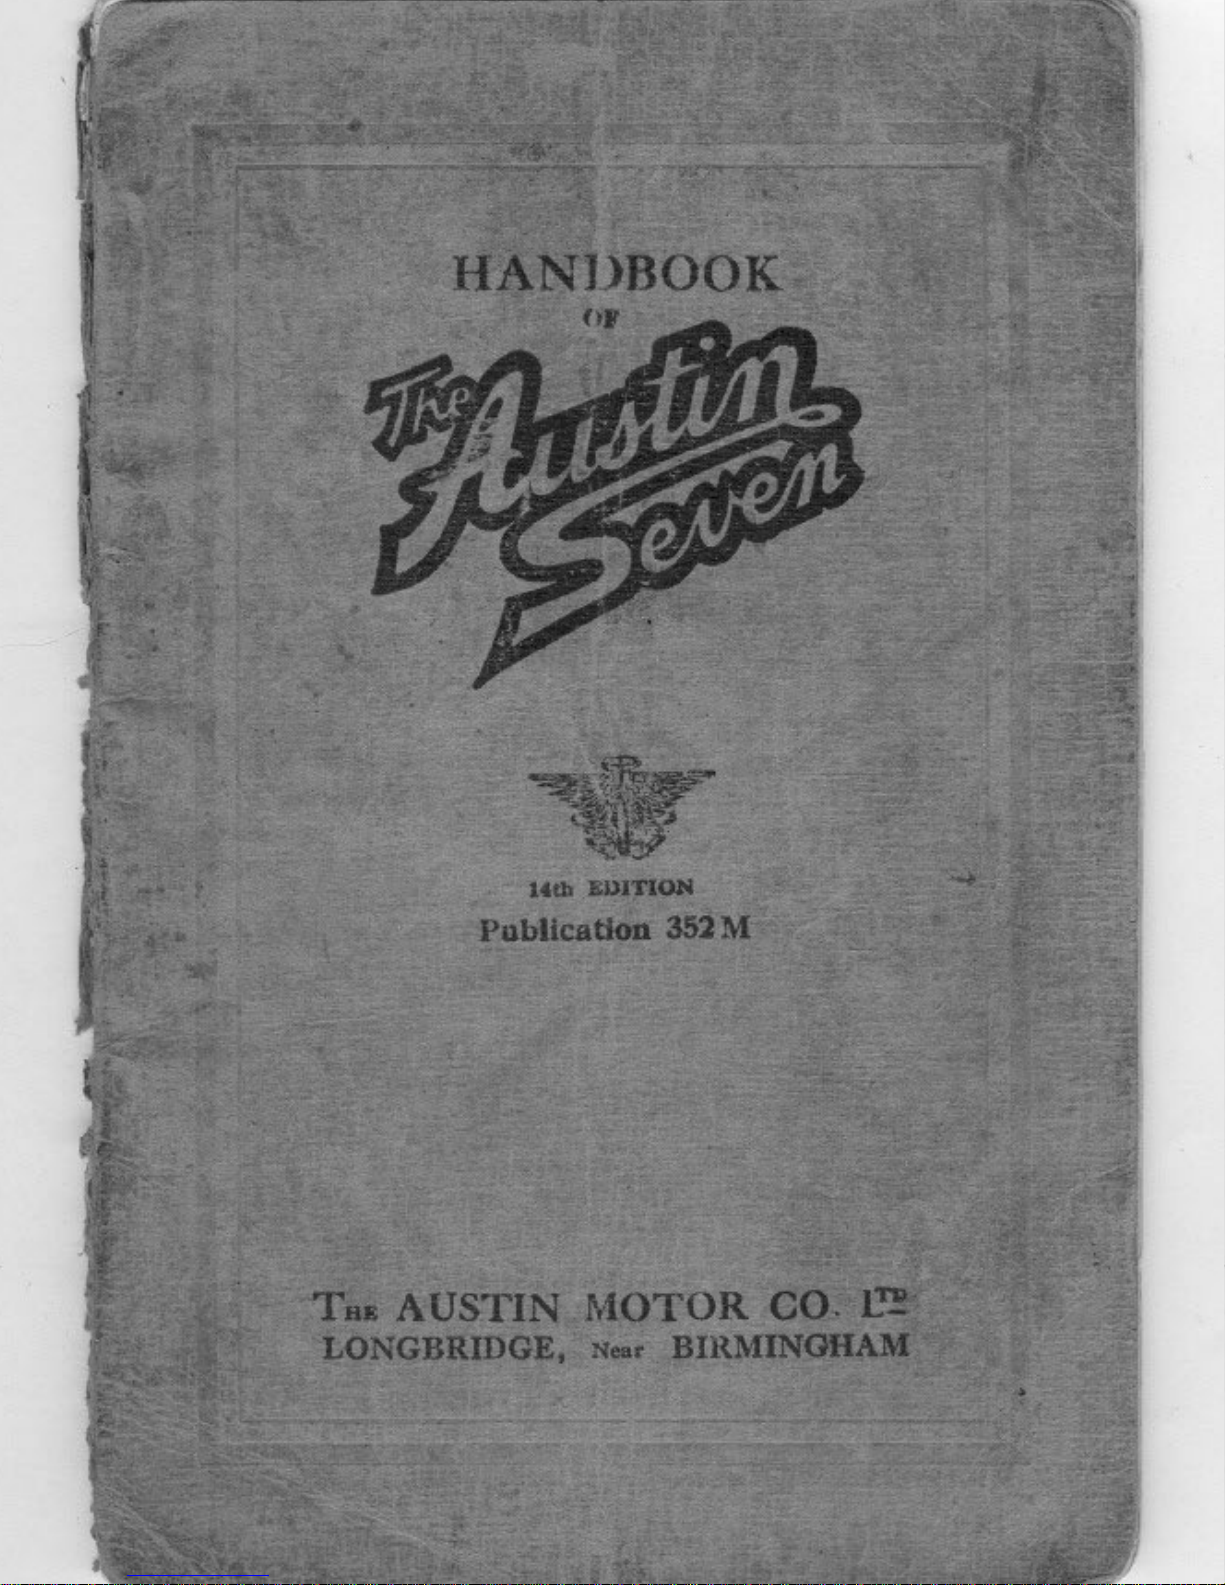 HANDBOOK
OF
The Austin
Seven
14th EDITION
Publication 352 M
THE AUSTIN MOTOR CO. LTD
LONGBRIDGE, Near BIRMINGHAM